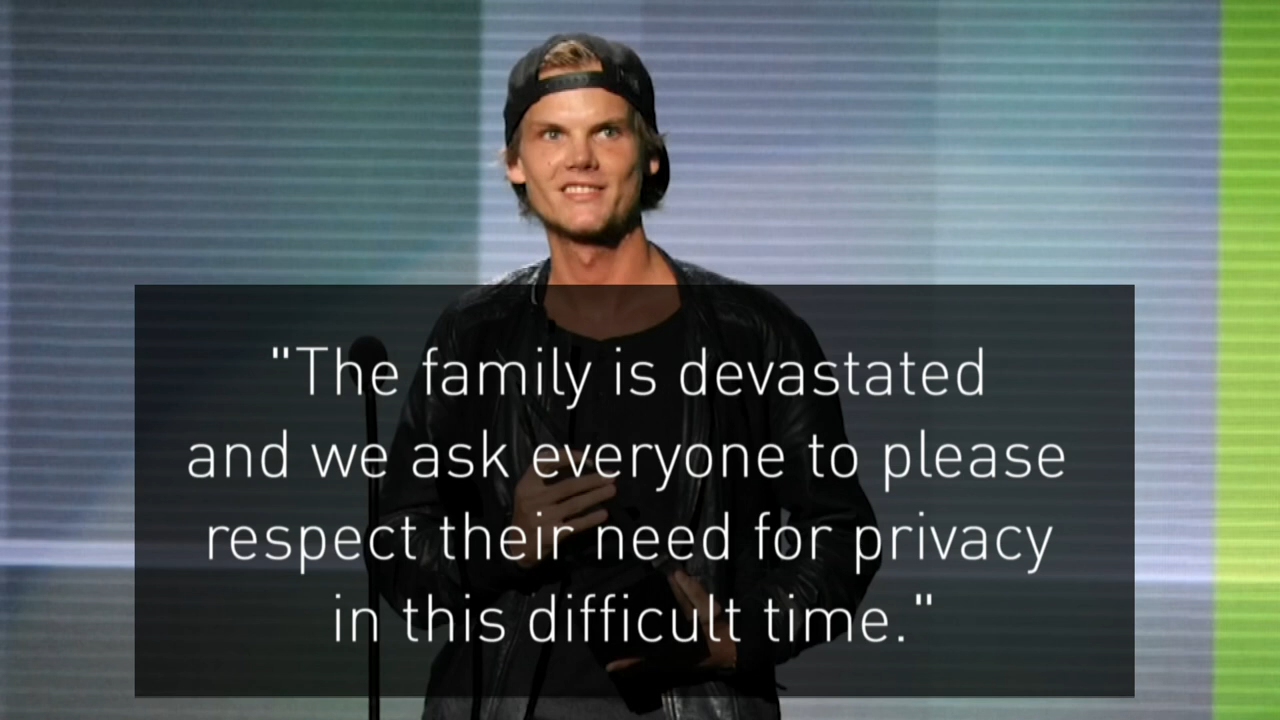 "The family is devastated
and we ask everyone to please
respect their need for privacy
in this difficult time."